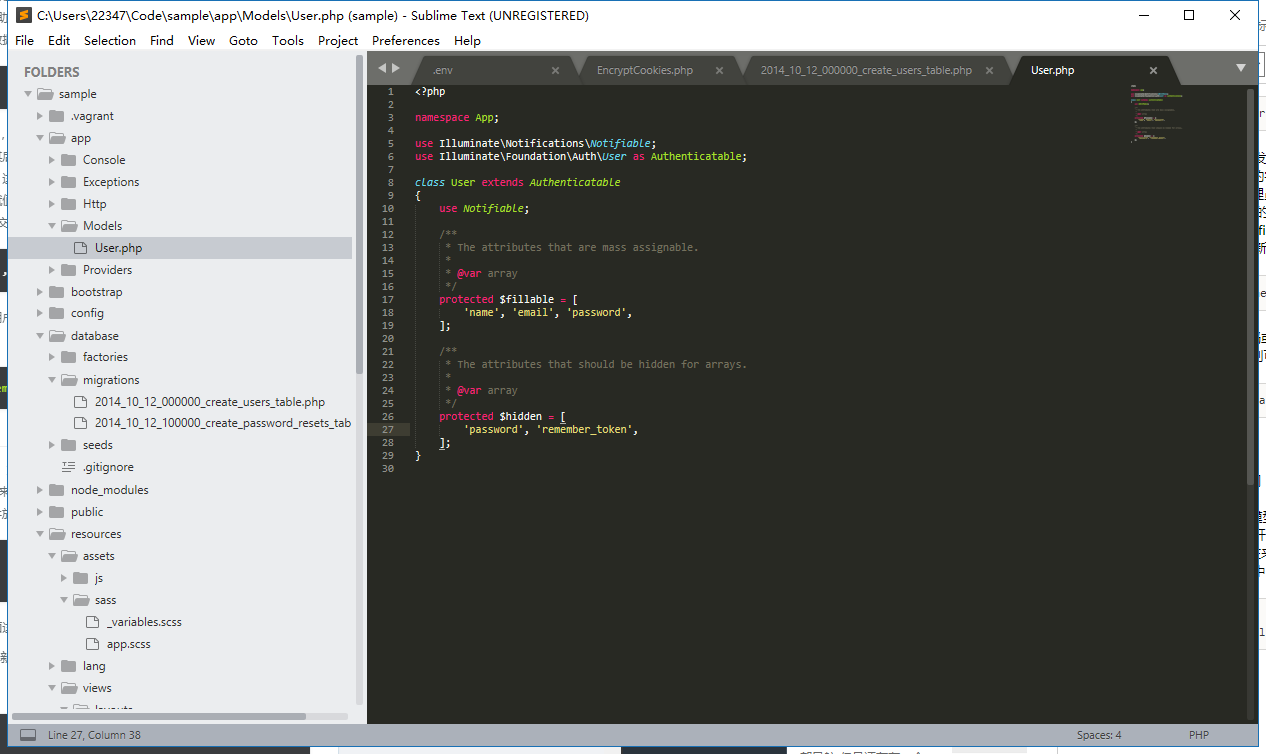 C:\Users\22347\Code\sample\app\Models\User.php (sample) - Sublime Text (UNREGISTERED)
File Edit Selection Find View Goto Tools Project Preferences Help
FOLDERS
sample
.vagrant
app
Console
Exceptions
Http
Models
User.php
Providers
bootstrap
config
database
factories
migrations
2014_10_12_000000_create_users_table.php
2014_10_12_100000_create_password_resets_tab
seeds
.gitignore
node_modules
public
resources
assets
js
sass
_variables.scss
app.scss
lang
views
layouts
.env EncryptCookies.php 2014_10_12_000000_create_users_table.php User.php
1 <?php
2
3 namespace App;
4
5 use Illuminate\Notifications\Notifiable;
6 use Illuminate\Foundation\Auth\User as Authenticatable;
7
8 class User extends Authenticatable
9 {
10 use Notifiable;
11
12 /**
13 * The attributes that are mass assignable.
14 *
15 * @var array
16 */
17 protected $fillable = [
18 'name', 'email', 'password',
19 ];
20
21 /**
22 * The attributes that should be hidden for arrays.
23 *
24 * @var array
25 */
26 protected $hidden = [
27 'password', 'remember_token',
28 ];
29 }
30
Line 27, Column 38 Spaces: 4 PHP